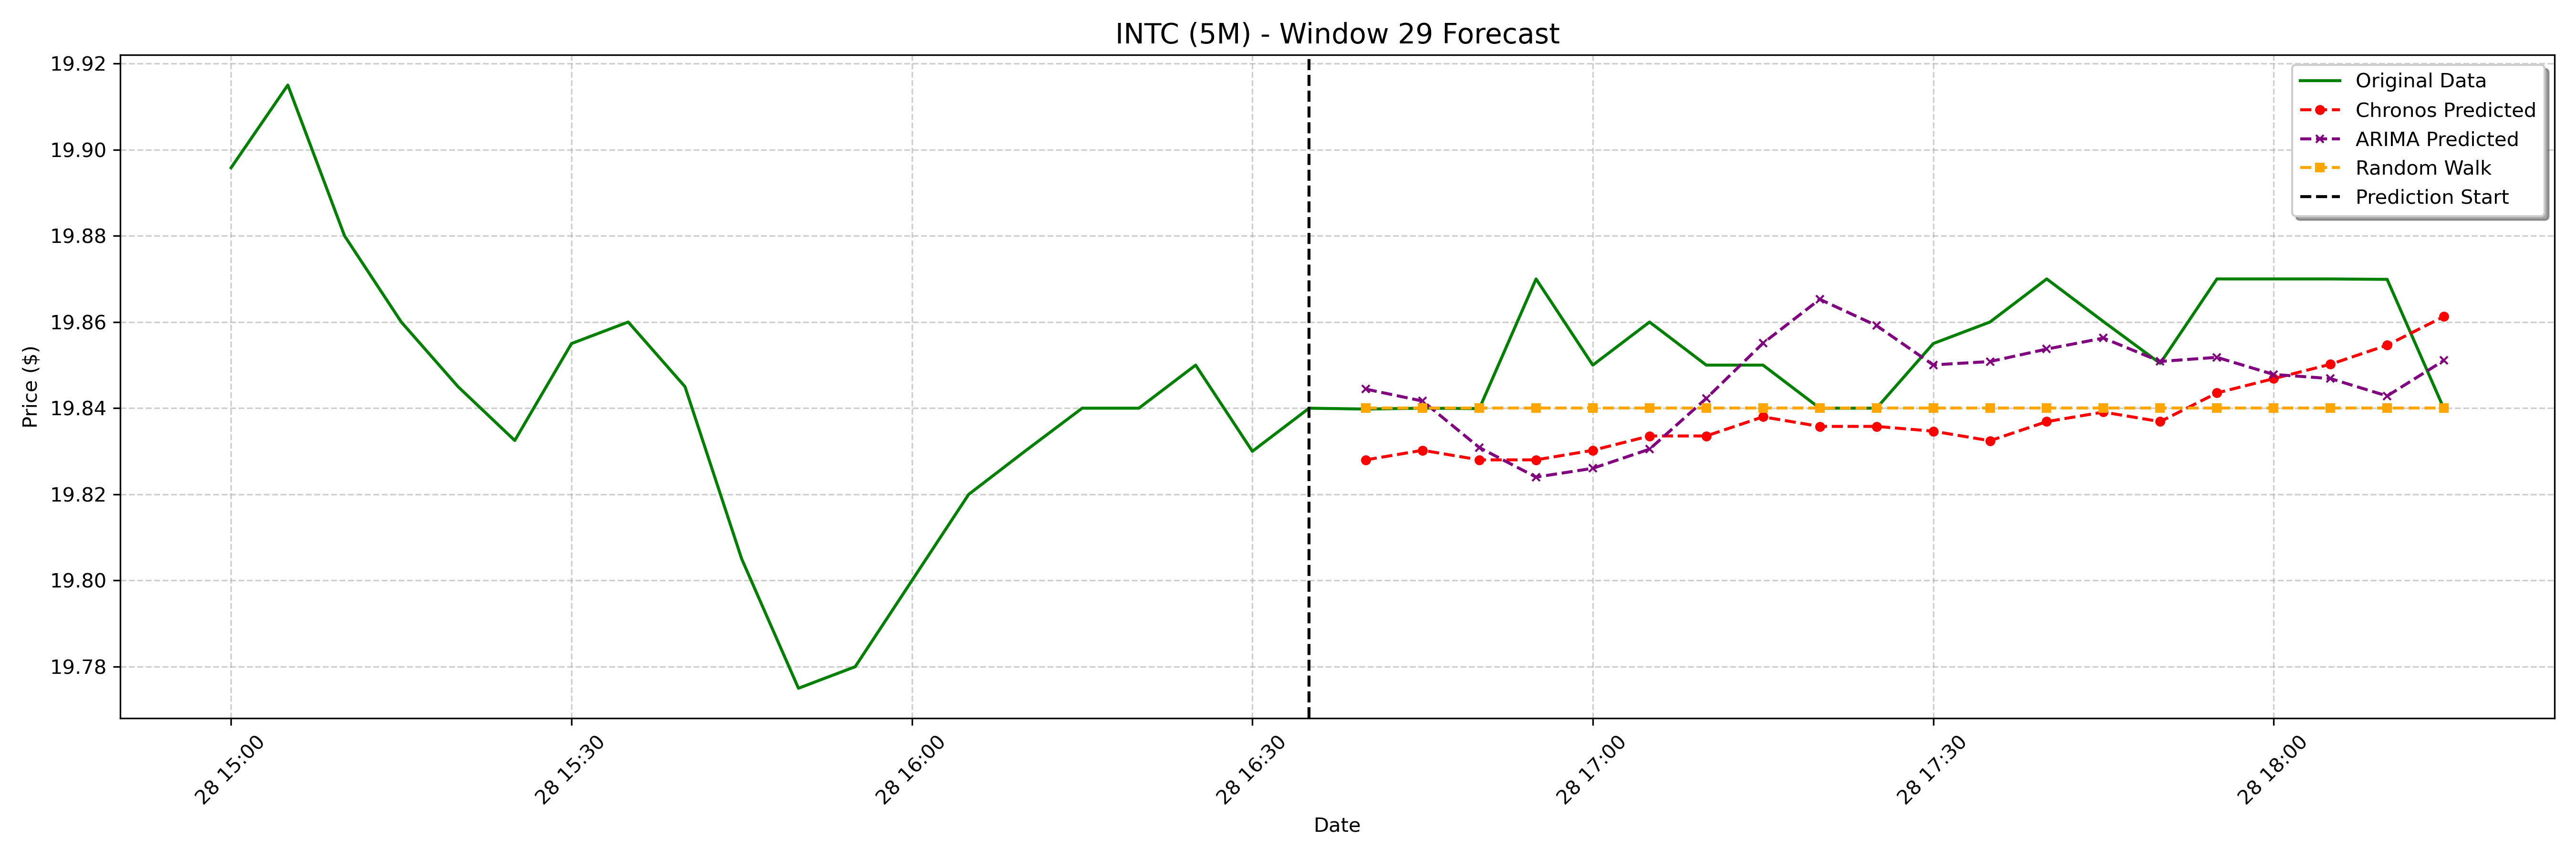 INTC (5M) - Window 29 Forecast
Original Data
Chronos Predicted
ARIMA Predicted
Random Walk
Prediction Start
Price ($)
19.92
19.90
19.88
19.86
19.84
19.82
19.80
19.78
28 15:00
28 15:30
28 16:00
28 16:30
28 17:00
28 17:30
28 18:00
Date